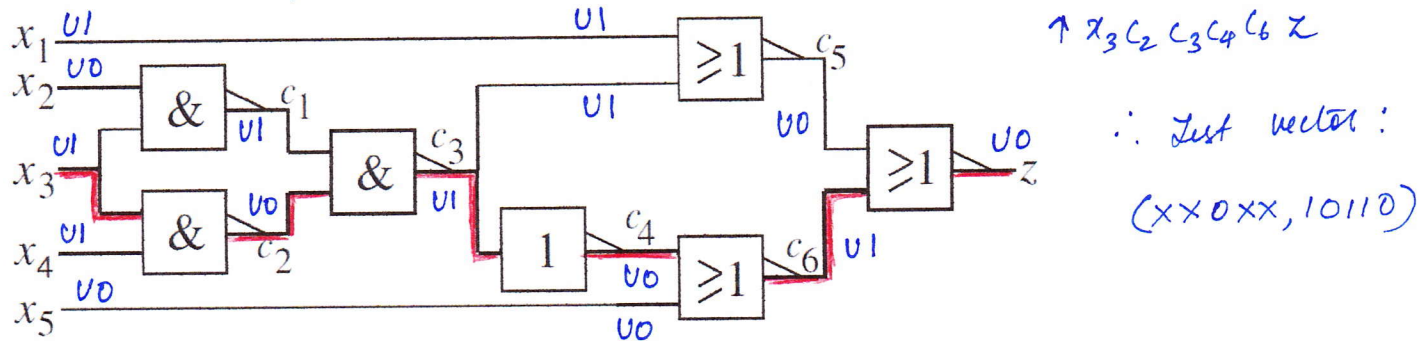 x1 U1 U1 ≥1 c5 ↑ x3 c2 c3 c4 c6 z
x2 U0 & c1 U1 U1 U0 ∴ Test vector :
x3 U1 & c3 U1 ≥1 U0 z
& U0 c2 (XX0XX, 10110)
x4 U1 1 c4 U0 ≥1 c6 U1
x5 U0 U0